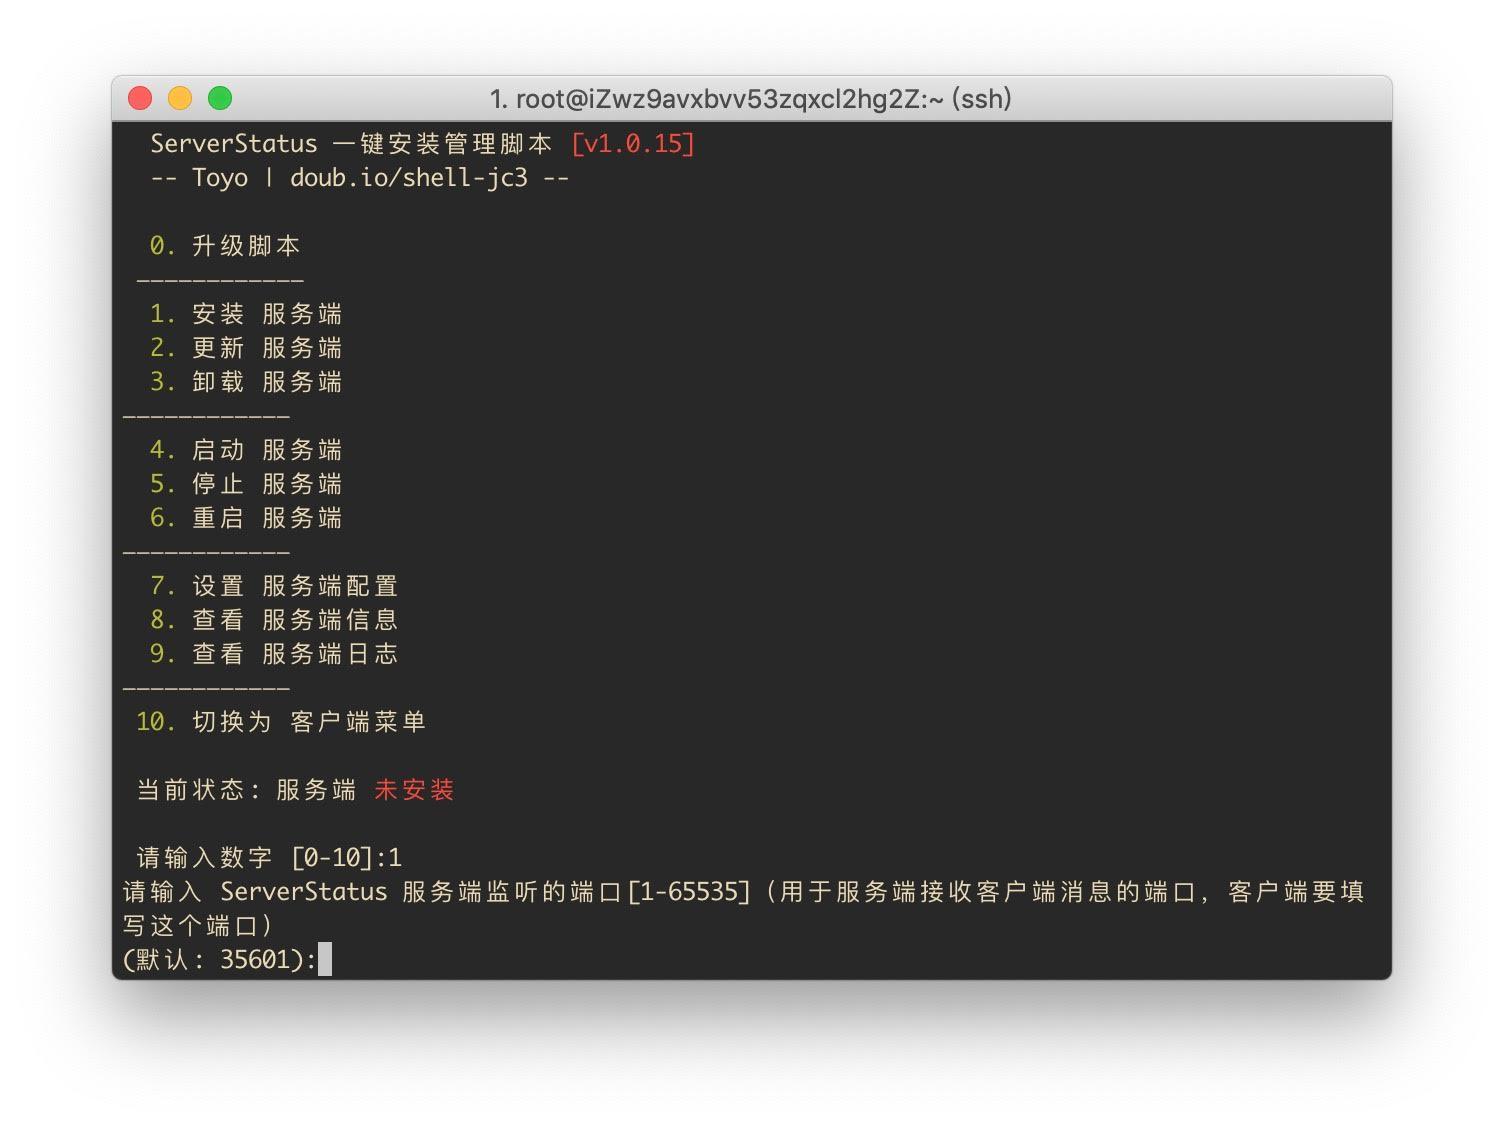 1. root@iZwz9avxbvv53zqxcl2hg2Z:~ (ssh)
ServerStatus 一键安装管理脚本 [v1.0.15]
-- Toyo | doub.io/shell-jc3 --
0. 升级脚本
————————————
1. 安装 服务端
2. 更新 服务端
3. 卸载 服务端
————————————
4. 启动 服务端
5. 停止 服务端
6. 重启 服务端
————————————
7. 设置 服务端配置
8. 查看 服务端信息
9. 查看 服务端日志
————————————
10. 切换为 客户端菜单
当前状态: 服务端 未安装
请输入数字 [0-10]:1
请输入 ServerStatus 服务端监听的端口[1-65535]（用于服务端接收客户端消息的端口，客户端要填
写这个端口）
(默认: 35601):